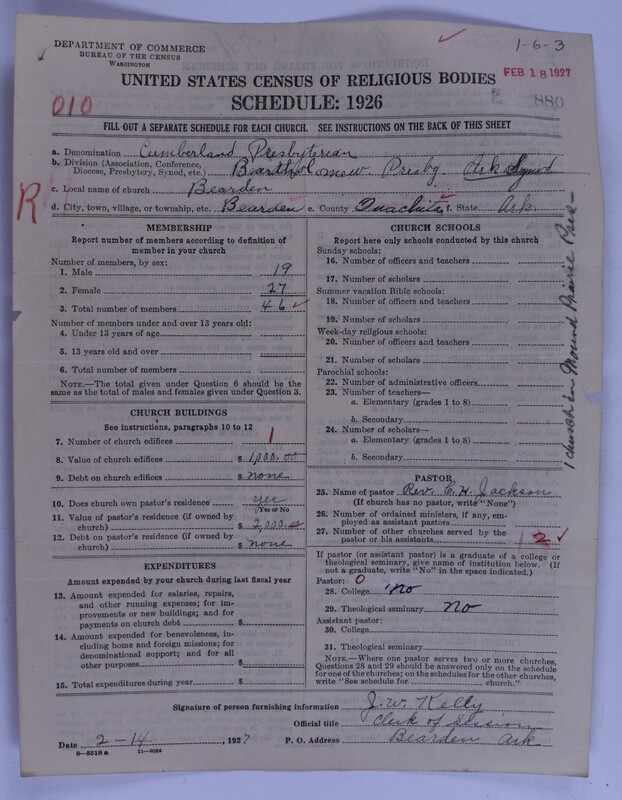 DEPARTMENT OF COMMERCE
BUREAU OF THE CENSUS
WASHINGTON
1-6-3
UNITED STATES CENSUS OF RELIGIOUS BODIES
FEB 18 1927
SCHEDULE: 1926
010
880
FILL OUT A SEPARATE SCHEDULE FOR EACH CHURCH. SEE INSTRUCTIONS ON THE BACK OF THIS SHEET
a. Denomination Cumberland Presbyterian
b. Division (Association, Conference, Diocese, Presbytery, Synod, etc.) Bartholomew Presby. Ark Synod
c. Local name of church Bearden
R
d. City, town, village, or township, etc. Bearden e. County Ouachita f. State Ark.
MEMBERSHIP
Report number of members according to definition of
member in your church
Number of members, by sex:
1. Male 19
2. Female 27
3. Total number of members 46
Number of members under and over 13 years old:
4. Under 13 years of age
5. 13 years old and over
6. Total number of members
NOTE.—The total given under Question 6 should be
same as the total of males and females given under Question 3.
CHURCH BUILDINGS
See instructions, paragraphs 10 to 12
7. Number of church edifices 1
8. Value of church edifices $ 1,000.00
9. Debt on church edifices $ none
10. Does church own pastor's residence yes
(Yes or No)
11. Value of pastor's residence (if owned by
church) $ 2,000.00
12. Debt on pastor's residence (if owned by
church) $ none
EXPENDITURES
Amount expended by your church during last fiscal year
13. Amount expended for salaries, repairs,
and other running expenses; for im-
provements or new buildings; and for
payments on church debt $
14. Amount expended for benevolences, in-
cluding home and foreign missions; for
denominational support; and for all
other purposes $
15. Total expenditures during year $
CHURCH SCHOOLS
Report here only schools conducted by this church
Sunday schools:
16. Number of officers and teachers
17. Number of scholars
Summer vacation Bible schools:
18. Number of officers and teachers
19. Number of scholars
Week-day religious schools:
20. Number of officers and teachers
21. Number of scholars
Parochial schools:
22. Number of administrative officers
23. Number of teachers—
a. Elementary (grades 1 to 8)
b. Secondary
24. Number of scholars—
a. Elementary (grades 1 to 8)
b. Secondary
1 church in Mound Prairie Pres-
PASTOR
25. Name of pastor Rev. E. H. Jackson
(If church has no pastor, write "None")
26. Number of ordained ministers, if any, em-
ployed as assistant pastors
27. Number of other churches served by the
pastor or his assistants 2
If pastor (or assistant pastor) is a graduate of a college or
theological seminary, give name of institution below. (If
not a graduate, write "No" in the space indicated.)
Pastor: 0
28. College no
29. Theological seminary No
Assistant pastor:
30. College
31. Theological seminary
NOTE.—Where one pastor serves two or more churches,
Questions 28 and 29 should be answered only on the schedule
for one of the churches; on the schedules for the other churches,
write "See schedule for church."
Signature of person furnishing information J. W. Kelly
Official title Clerk of Session
Date 2-14, 1927 P. O. Address Bearden Ark
8-5518a 11-9084